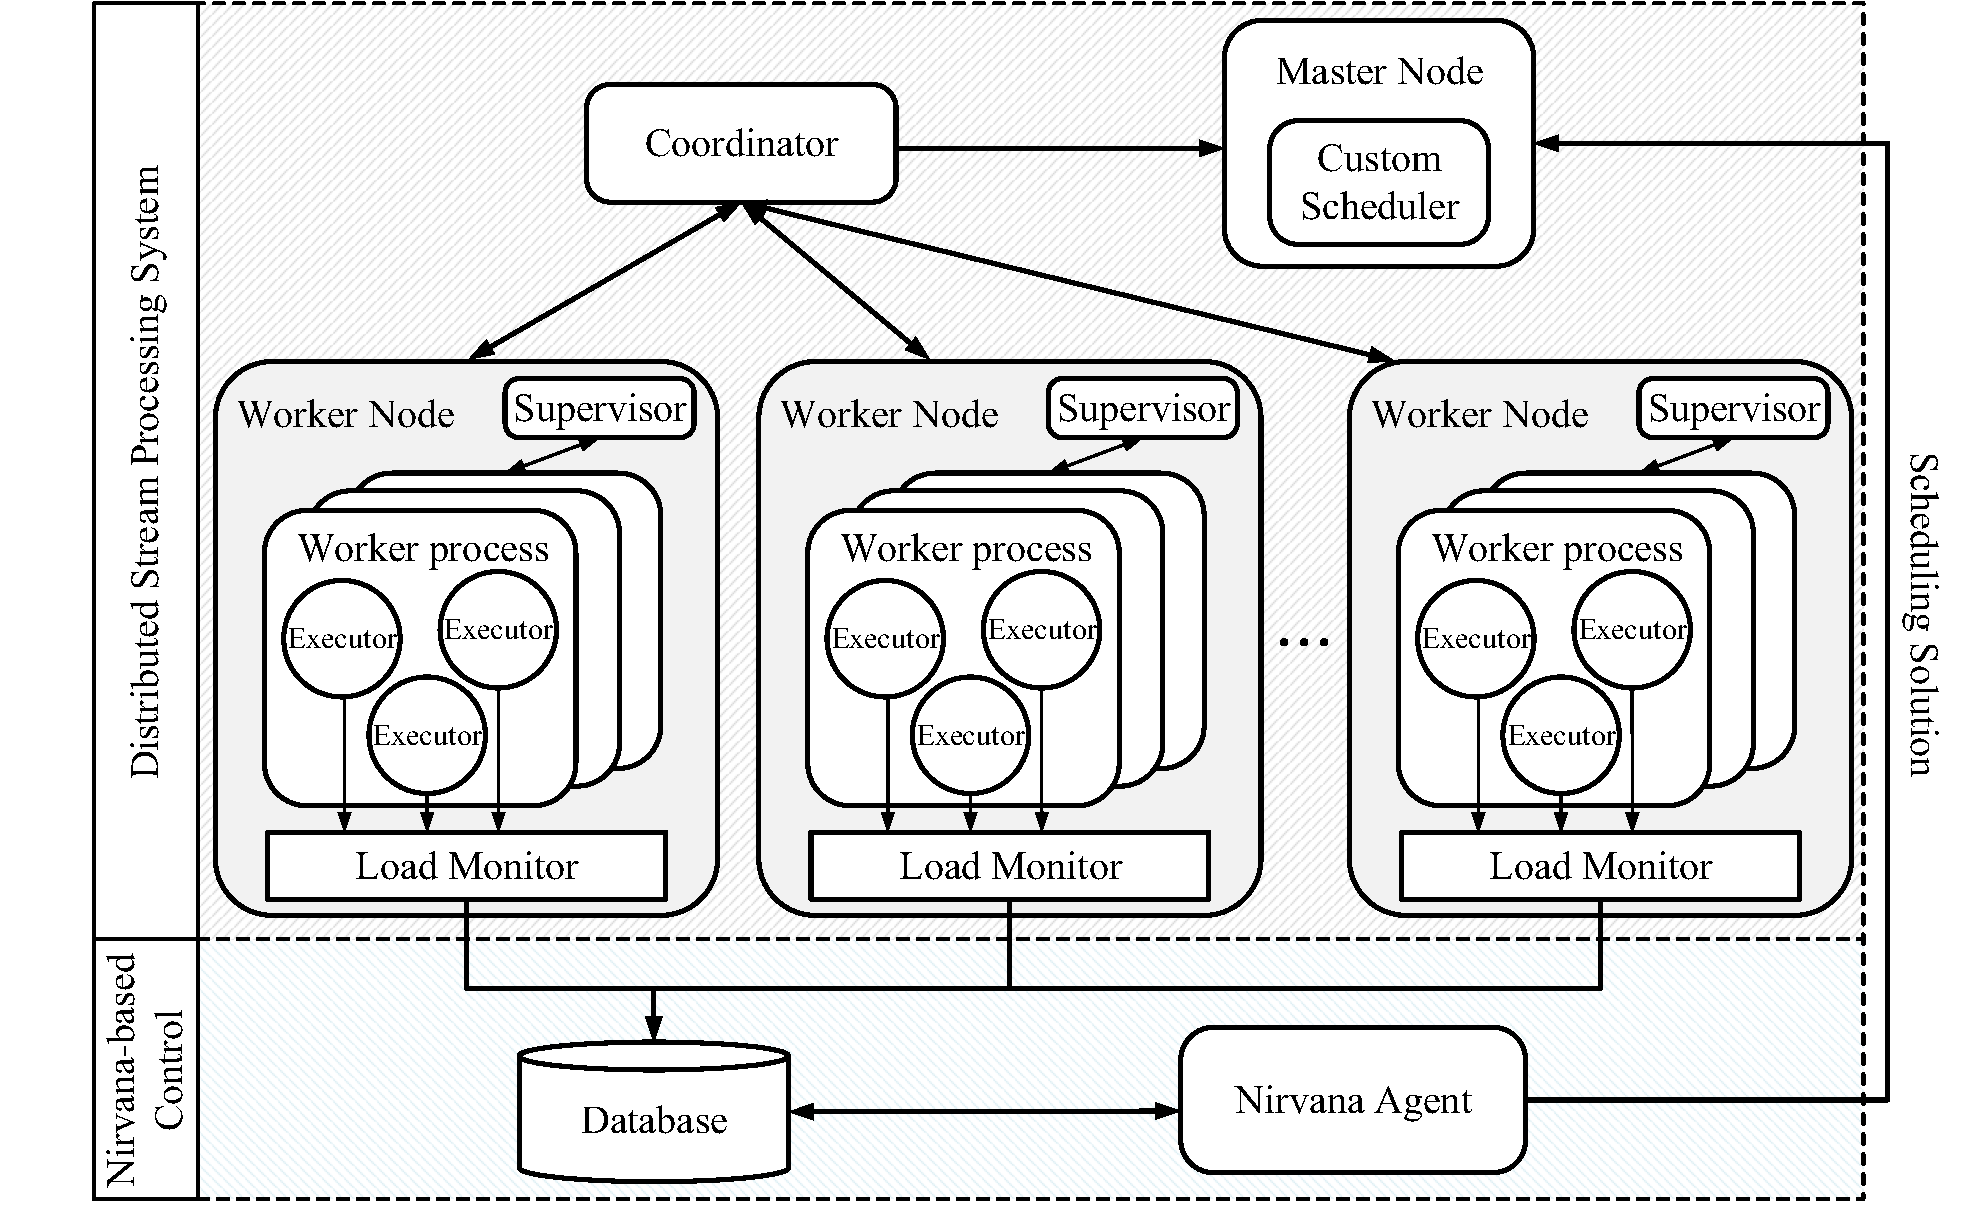 Distributed Stream Processing System
Coordinator
Master Node
Custom
Scheduler
Worker Node
Supervisor
Worker process
Executor
Executor
Executor
Load Monitor
Worker Node
Supervisor
Worker process
Executor
Executor
Executor
Load Monitor
...
Worker Node
Supervisor
Worker process
Executor
Executor
Executor
Load Monitor
Scheduling Solution
Nirvana-based
Control
Database
Nirvana Agent